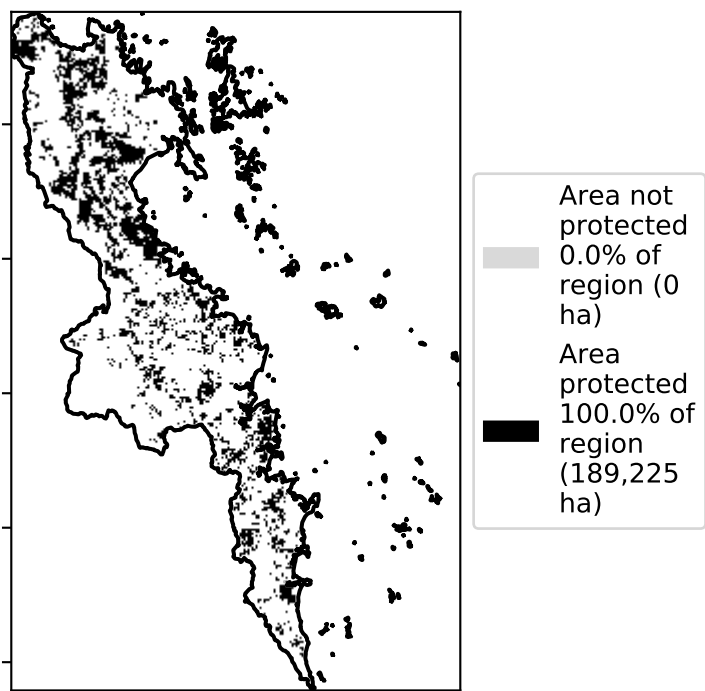 Area not
protected
0.0% of
region (0
ha)
Area
protected
100.0% of
region
(189,225
ha)